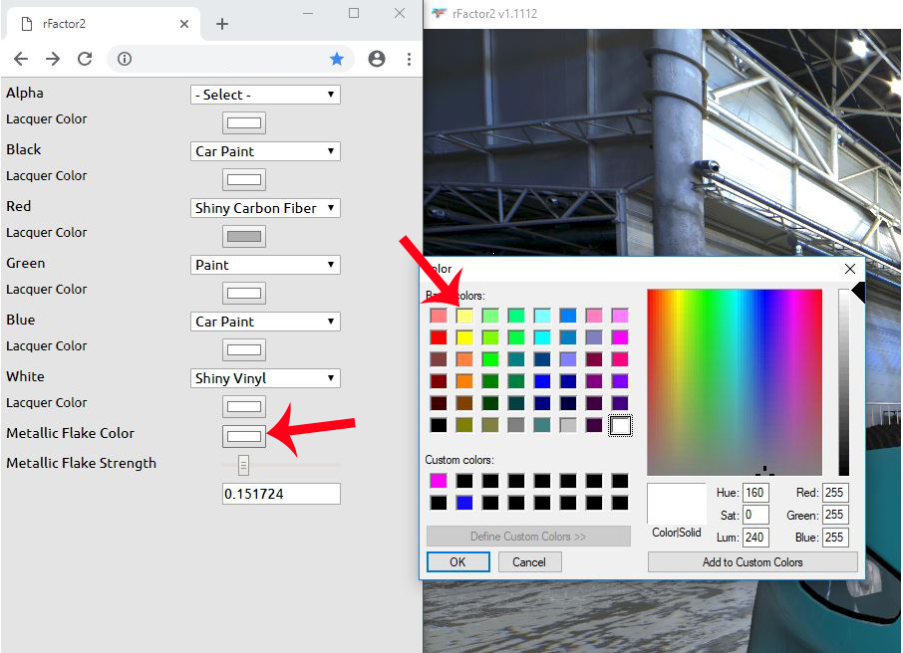 rFactor2
rFactor2 v1.1112
Alpha
- Select -
Lacquer Color
Black
Car Paint
Lacquer Color
Red
Shiny Carbon Fiber
Lacquer Color
Green
Paint
Lacquer Color
Blue
Car Paint
Lacquer Color
White
Shiny Vinyl
Lacquer Color
Metallic Flake Color
Metallic Flake Strength
0.151724
colors:
Custom colors:
Define Custom Colors >>
OK
Cancel
Color|Solid
Hue: 160
Sat: 0
Lum: 240
Red: 255
Green: 255
Blue: 255
Add to Custom Colors